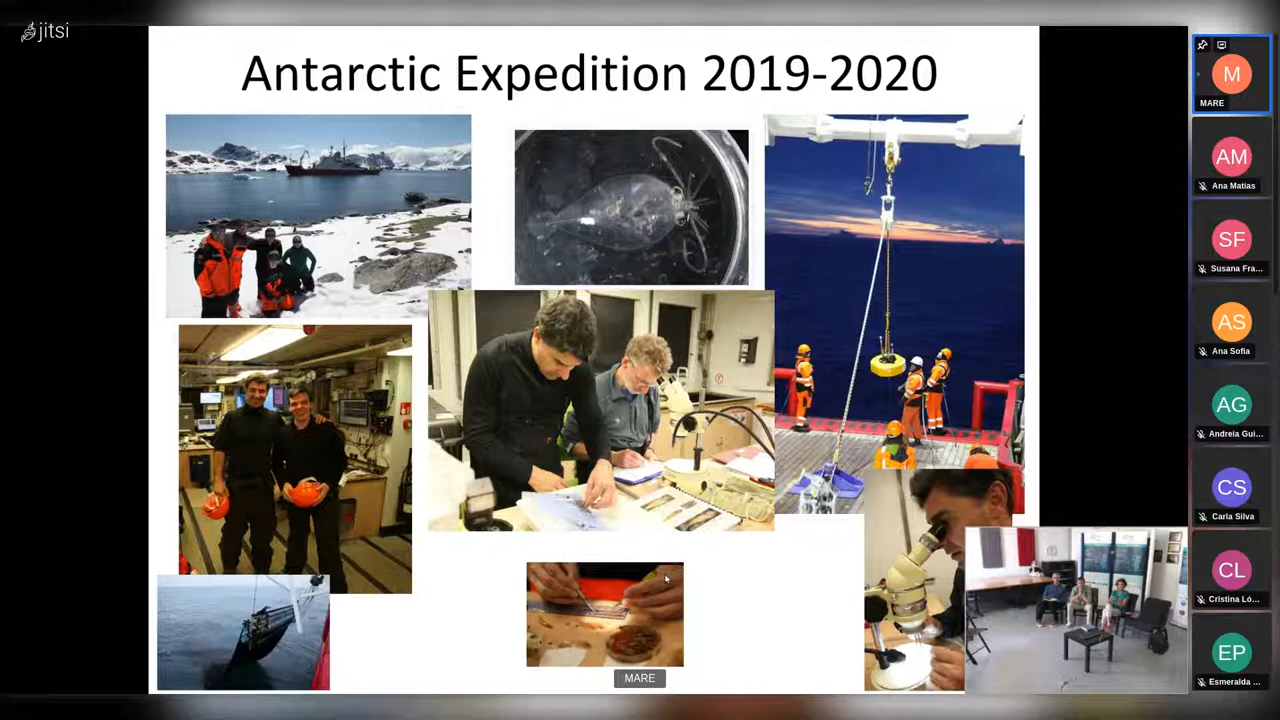 jitsi
Antarctic Expedition 2019-2020
MARE
M
MARE
AM
Ana Matias
SF
Susana Fra...
AS
Ana Sofia
AG
Andreia Gui...
CS
Carla Silva
CL
Cristina Ló...
EP
Esmeralda ...